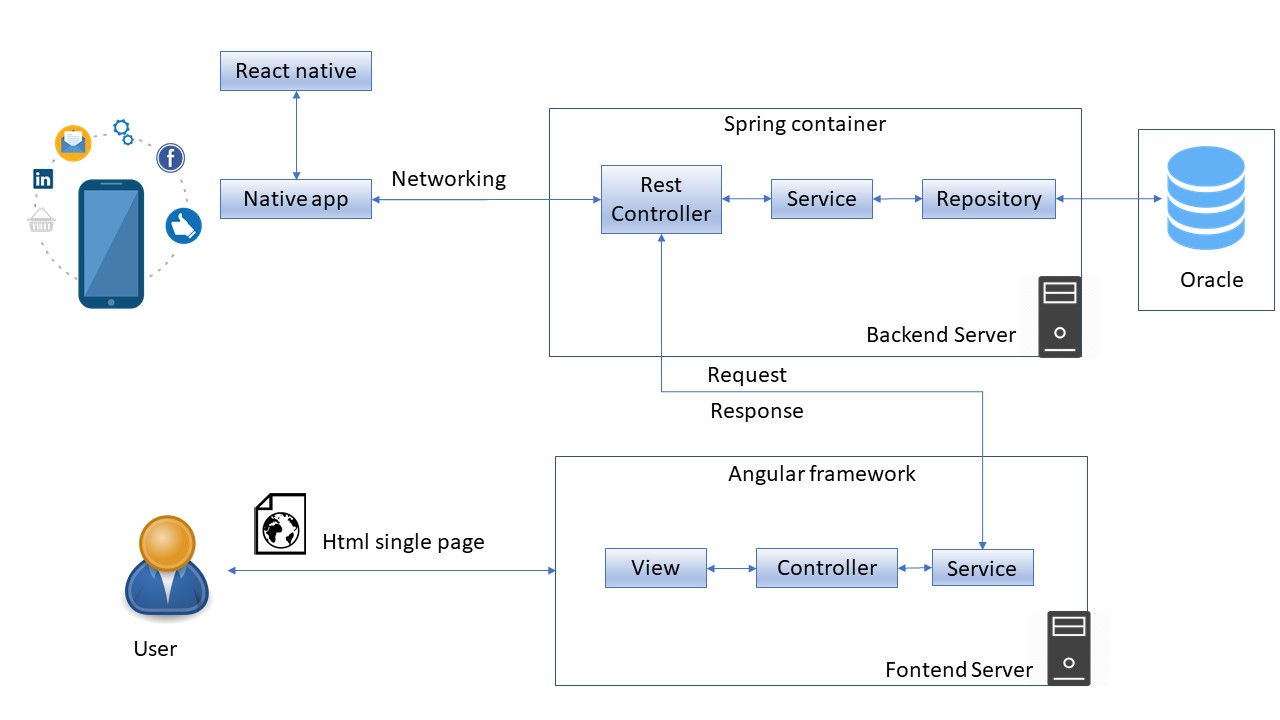 React native
Spring container
in
f
Native app
Networking
Rest
Controller
Service
Repository
Oracle
Backend Server
Request
Response
Angular framework
Html single page
View
Controller
Service
User
Fontend Server